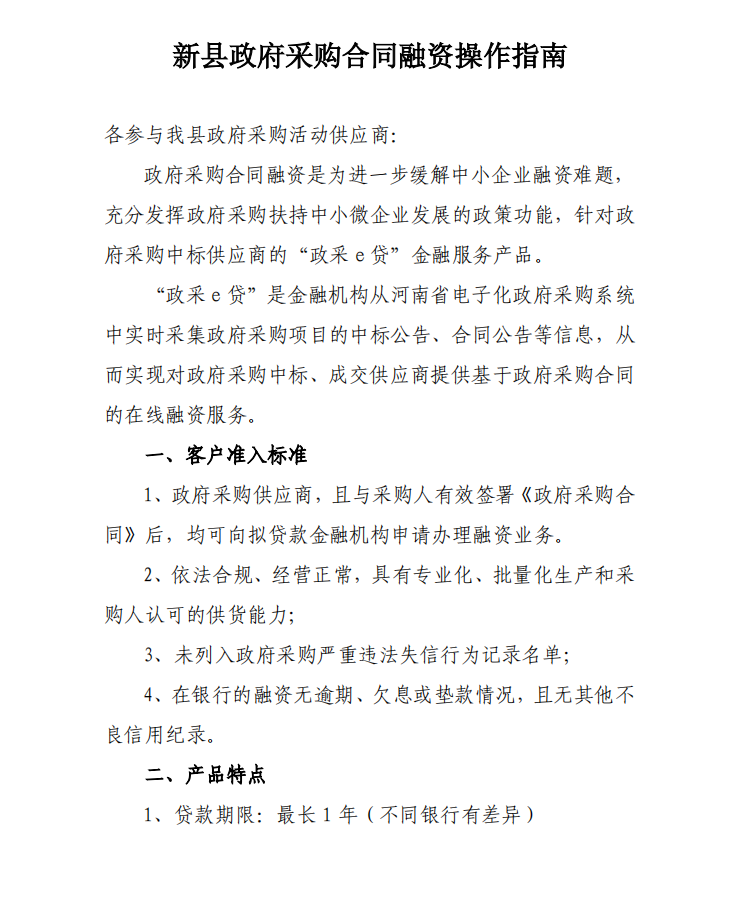 新县政府采购合同融资操作指南
各参与我县政府采购活动供应商：
政府采购合同融资是为进一步缓解中小企业融资难题，
充分发挥政府采购扶持中小微企业发展的政策功能，针对政
府采购中标供应商的“政采 e 贷”金融服务产品。
“政采 e 贷”是金融机构从河南省电子化政府采购系统
中实时采集政府采购项目的中标公告、合同公告等信息，从
而实现对政府采购中标、成交供应商提供基于政府采购合同
的在线融资服务。
一、客户准入标准
1、政府采购供应商，且与采购人有效签署《政府采购合
同》后，均可向拟贷款金融机构申请办理融资业务。
2、依法合规、经营正常，具有专业化、批量化生产和采
购人认可的供货能力；
3、未列入政府采购严重违法失信行为记录名单；
4、在银行的融资无逾期、欠息或垫款情况，且无其他不
良信用纪录。
二、产品特点
1、贷款期限：最长 1 年（不同银行有差异）